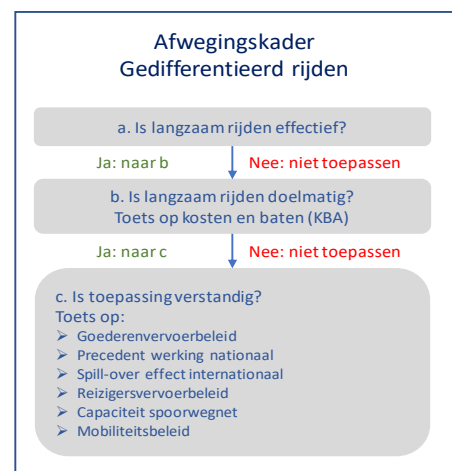 Afwegingskader
Gedifferentieerd rijden
a. Is langzaam rijden effectief?
Ja: naar b
Nee: niet toepassen
b. Is langzaam rijden doelmatig?
Toets op kosten en baten (KBA)
Ja: naar c
Nee: niet toepassen
c. Is toepassing verstandig?
Toets op:
➢ Goederenvervoerbeleid
➢ Precedent werking nationaal
➢ Spill-over effect internationaal
➢ Reizigersvervoerbeleid
➢ Capaciteit spoorwegnet
➢ Mobiliteitsbeleid